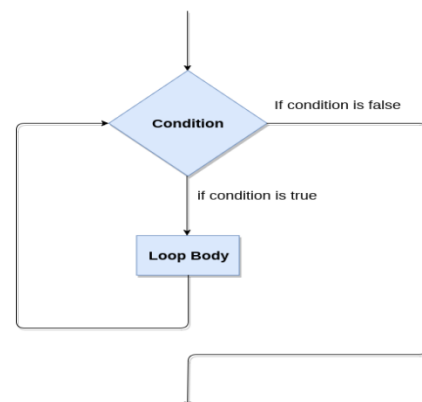 If condition is false
Condition
if condition is true
Loop Body